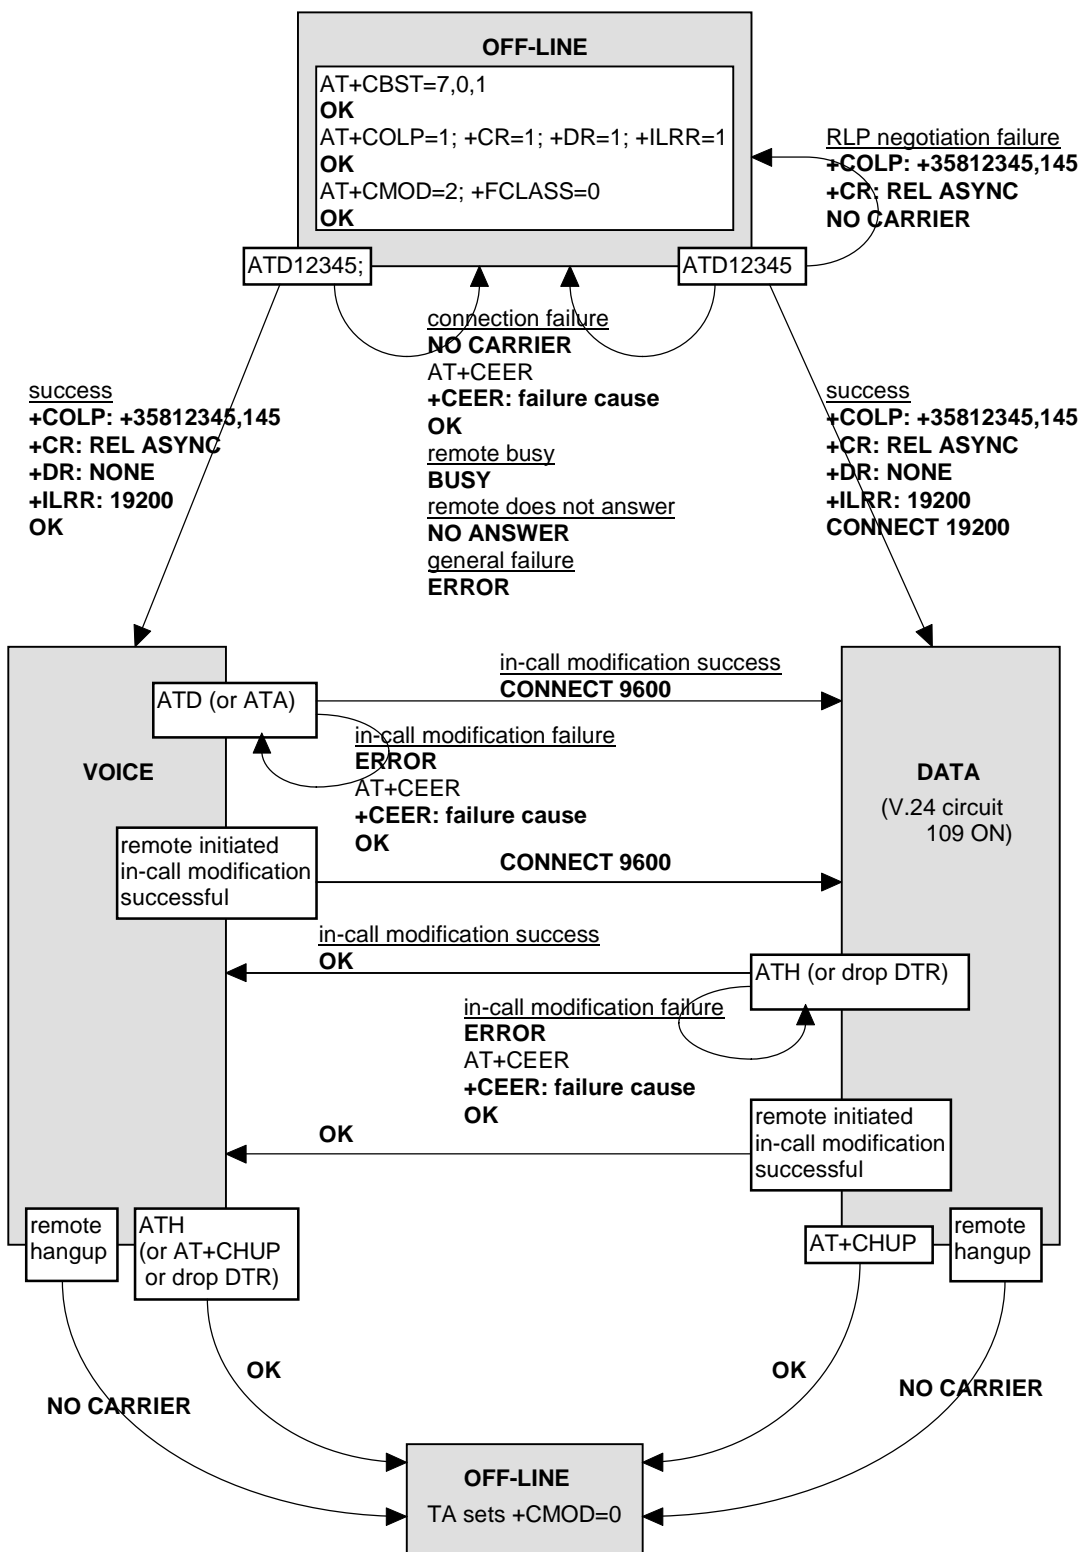 OFF-LINE
AT+CBST=7,0,1
OK
AT+COLP=1; +CR=1; +DR=1; +ILRR=1
OK
AT+CMOD=2; +FCLASS=0
OK
RLP negotiation failure
+COLP: +35812345,145
+CR: REL ASYNC
NO CARRIER
ATD12345;
ATD12345
connection failure
NO CARRIER
AT+CEER
+CEER: failure cause
OK
remote busy
BUSY
remote does not answer
NO ANSWER
general failure
ERROR
success
+COLP: +35812345,145
+CR: REL ASYNC
+DR: NONE
+ILRR: 19200
OK
success
+COLP: +35812345,145
+CR: REL ASYNC
+DR: NONE
+ILRR: 19200
CONNECT 19200
VOICE
ATD (or ATA)
in-call modification success
CONNECT 9600
in-call modification failure
ERROR
AT+CEER
+CEER: failure cause
OK
DATA
(V.24 circuit
109 ON)
remote initiated
in-call modification
successful
CONNECT 9600
in-call modification success
OK
ATH (or drop DTR)
in-call modification failure
ERROR
AT+CEER
+CEER: failure cause
OK
remote initiated
in-call modification
successful
OK
remote
hangup
ATH
(or AT+CHUP
or drop DTR)
AT+CHUP
remote
hangup
OK
NO CARRIER
OK
NO CARRIER
OFF-LINE
TA sets +CMOD=0